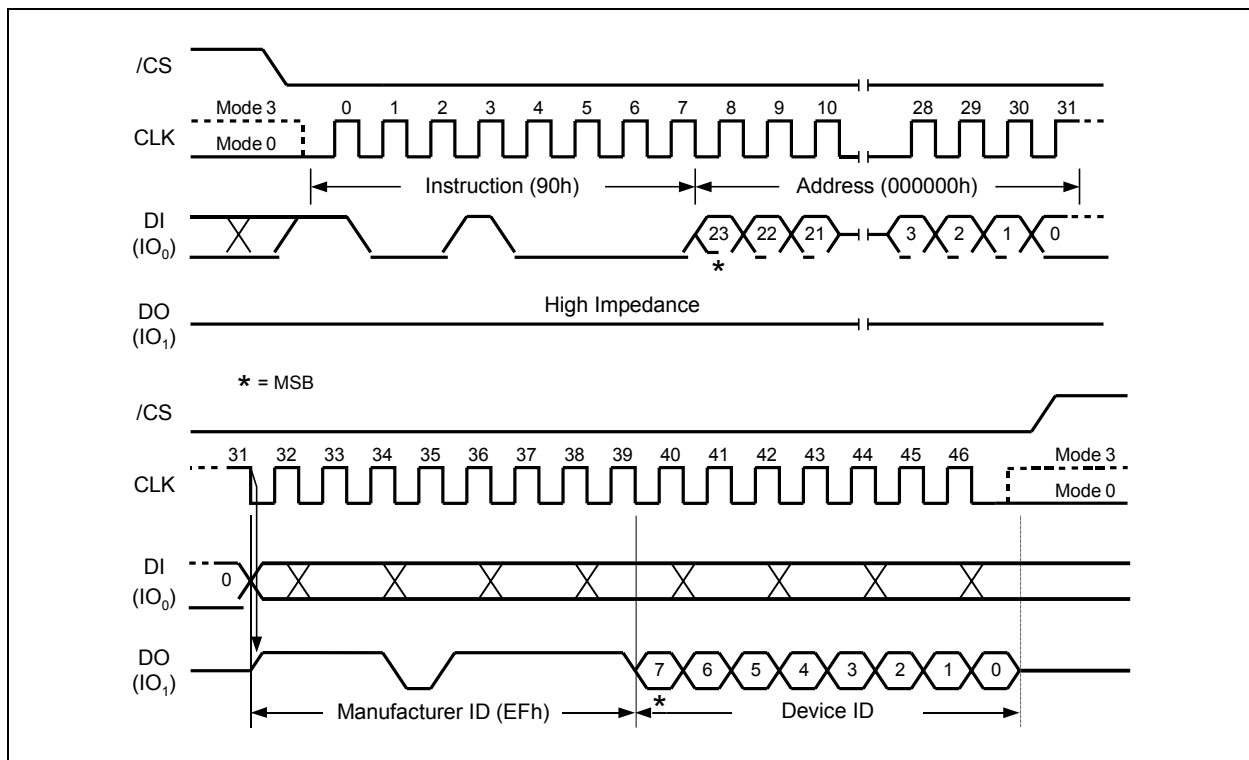 /CS
Mode 3 0 1 2 3 4 5 6 7 8 9 10 28 29 30 31
CLK
Mode 0
Instruction (90h) Address (000000h)
DI
(IO₀)
23 22 21 3 2 1 0
*
High Impedance
DO
(IO₁)
* = MSB
/CS
31 32 33 34 35 36 37 38 39 40 41 42 43 44 45 46 Mode 3
CLK
Mode 0
DI
(IO₀)
0
DO
(IO₁)
7 6 5 4 3 2 1 0
*
Manufacturer ID (EFh) Device ID